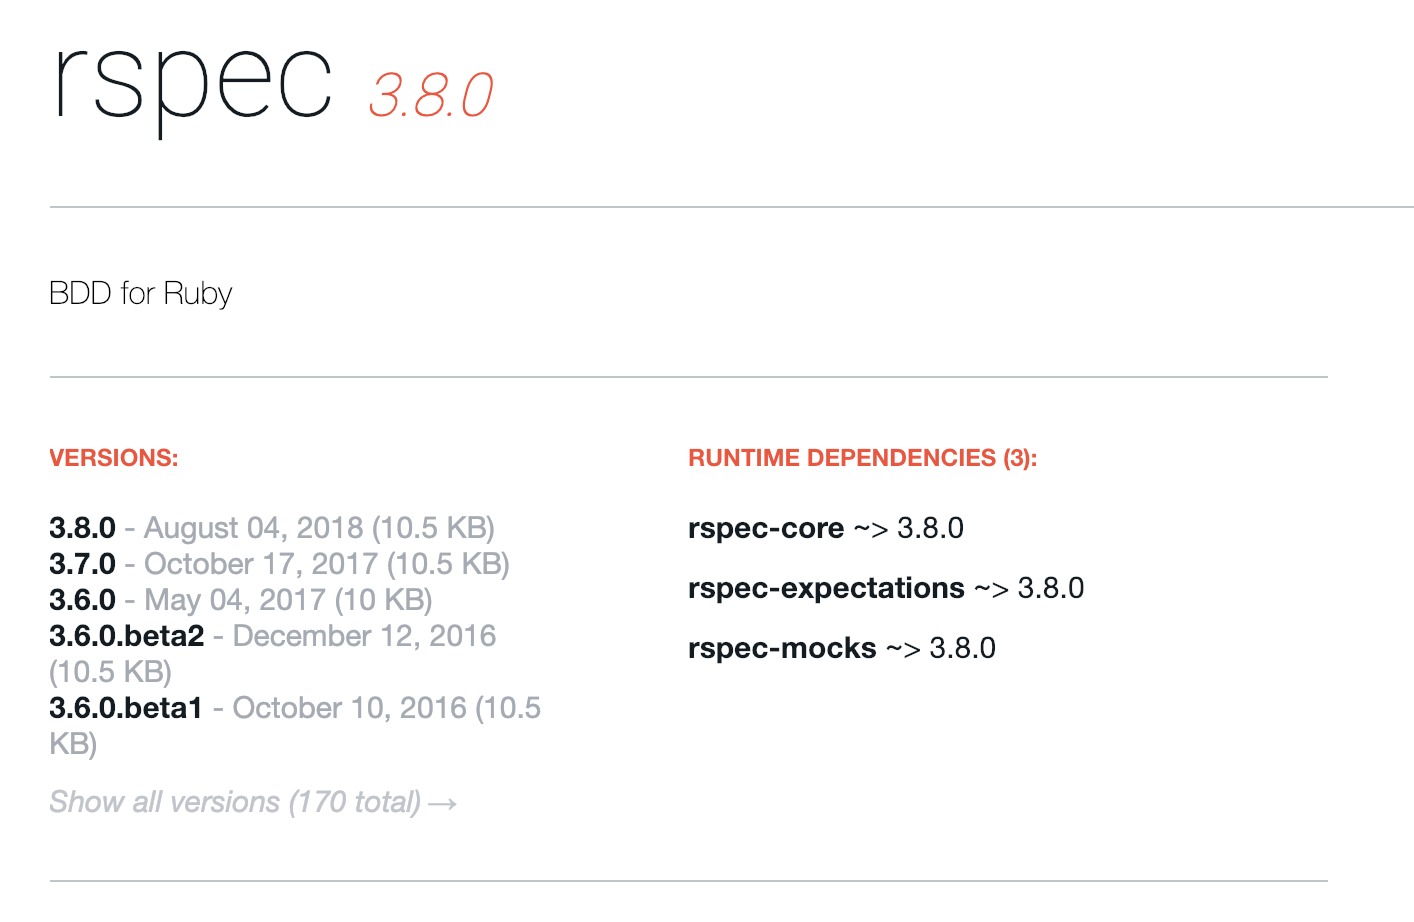 rspec 3.8.0
BDD for Ruby
VERSIONS:
3.8.0 - August 04, 2018 (10.5 KB)
3.7.0 - October 17, 2017 (10.5 KB)
3.6.0 - May 04, 2017 (10 KB)
3.6.0.beta2 - December 12, 2016
(10.5 KB)
3.6.0.beta1 - October 10, 2016 (10.5
KB)
Show all versions (170 total) →
RUNTIME DEPENDENCIES (3):
rspec-core ~> 3.8.0
rspec-expectations ~> 3.8.0
rspec-mocks ~> 3.8.0